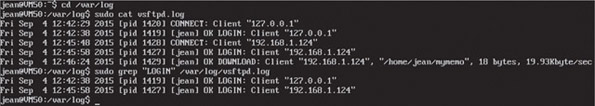 jean@VM50:~$ cd /var/log
jean@VM50:/var/log$ sudo cat vsftpd.log
Fri Sep  4 12:42:29 2015 [pid 1420] CONNECT: Client "127.0.0.1"
Fri Sep  4 12:42:38 2015 [pid 1419] [jean] OK LOGIN: Client "127.0.0.1"
Fri Sep  4 12:45:48 2015 [pid 1428] CONNECT: Client "192.168.1.124"
Fri Sep  4 12:45:58 2015 [pid 1427] [jean] OK LOGIN: Client "192.168.1.124"
Fri Sep  4 12:46:24 2015 [pid 1429] [jean] OK DOWNLOAD: Client "192.168.1.124", "/home/jean/mymemo", 18 bytes, 19.93Kbyte/sec
jean@VM50:/var/log$ sudo grep "LOGIN" /var/log/vsftpd.log
Fri Sep  4 12:42:38 2015 [pid 1419] [jean] OK LOGIN: Client "127.0.0.1"
Fri Sep  4 12:45:58 2015 [pid 1427] [jean] OK LOGIN: Client "192.168.1.124"
jean@VM50:/var/log$ _